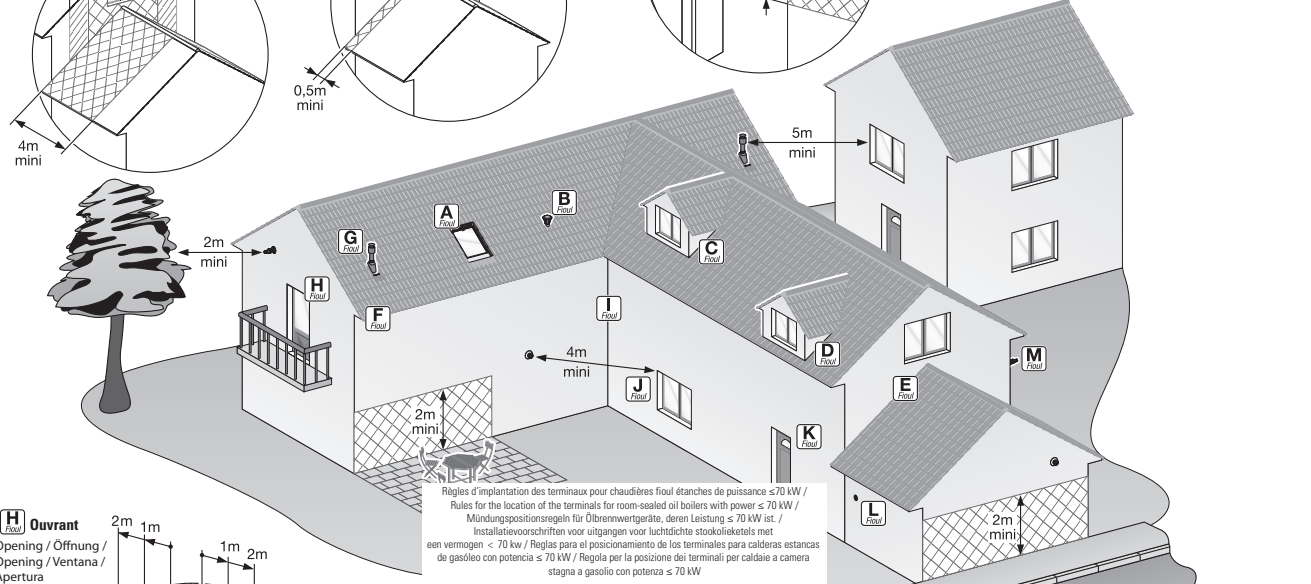 4m
mini
0,5m
mini
5m
mini
2m
mini
G
Fioul
A
Fioul
B
Fioul
C
Fioul
H
Fioul
F
Fioul
I
Fioul
D
Fioul
M
Fioul
4m
mini
J
Fioul
E
Fioul
2m
mini
K
Fioul
L
Fioul
2m
mini
Règles d'implantation des terminaux pour chaudières fioul étanches de puissance ≤70 kW /
Rules for the location of the terminals for room-sealed oil boilers with power ≤ 70 kW /
Mündungspositionsregeln für Ölbrennwertgeräte, deren Leistung ≤ 70 kW ist. /
Installatievoorschriften voor uitgangen voor luchtdichte stookolieketels met
een vermogen < 70 kw / Reglas para el posicionamiento de los terminales para calderas estancas
de gasóleo con potencia ≤ 70 kW / Regola per la posizione dei terminali per caldaie a camera
stagna a gasolio con potenza ≤ 70 kW
H
Fioul
Ouvrant
Opening / Öffnung /
Opening / Ventana /
Apertura
2m 1m
1m 2m